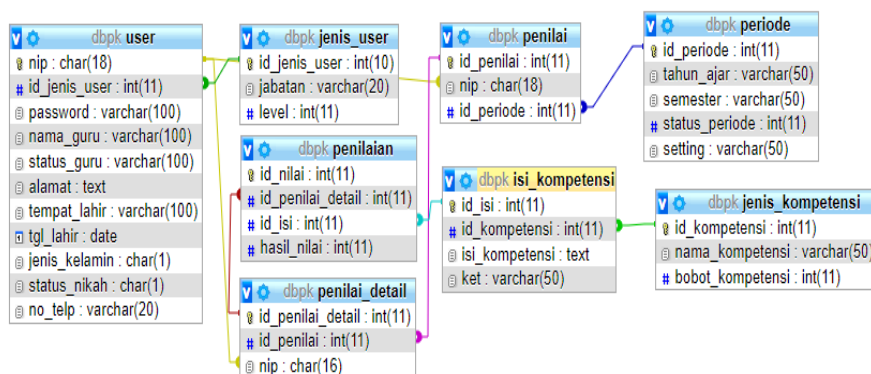 dbpk user
nip : char(18)
id_jenis_user : int(11)
password : varchar(100)
nama_guru : varchar(100)
status_guru : varchar(100)
alamat : text
tempat_lahir : varchar(100)
tgl_lahir : date
jenis_kelamin : char(1)
status_nikah : char(1)
no_telp : varchar(20)
dbpk jenis_user
id_jenis_user : int(10)
jabatan : varchar(20)
level : int(11)
dbpk penilaian
id_nilai : int(11)
id_penilai_detail : int(11)
id_isi : int(11)
hasil_nilai : int(11)
dbpk penilai_detail
id_penilai_detail : int(11)
id_penilai : int(11)
nip : char(16)
dbpk penilai
id_penilai : int(11)
nip : char(18)
id_periode : int(11)
dbpk isi_kompetensi
id_isi : int(11)
id_kompetensi : int(11)
isi_kompetensi : text
ket : varchar(50)
dbpk periode
id_periode : int(11)
tahun_ajar : varchar(50)
semester : varchar(50)
status_periode : int(11)
setting : varchar(50)
dbpk jenis_kompetensi
id_kompetensi : int(11)
nama_kompetensi : varchar(50)
bobot_kompetensi : int(11)